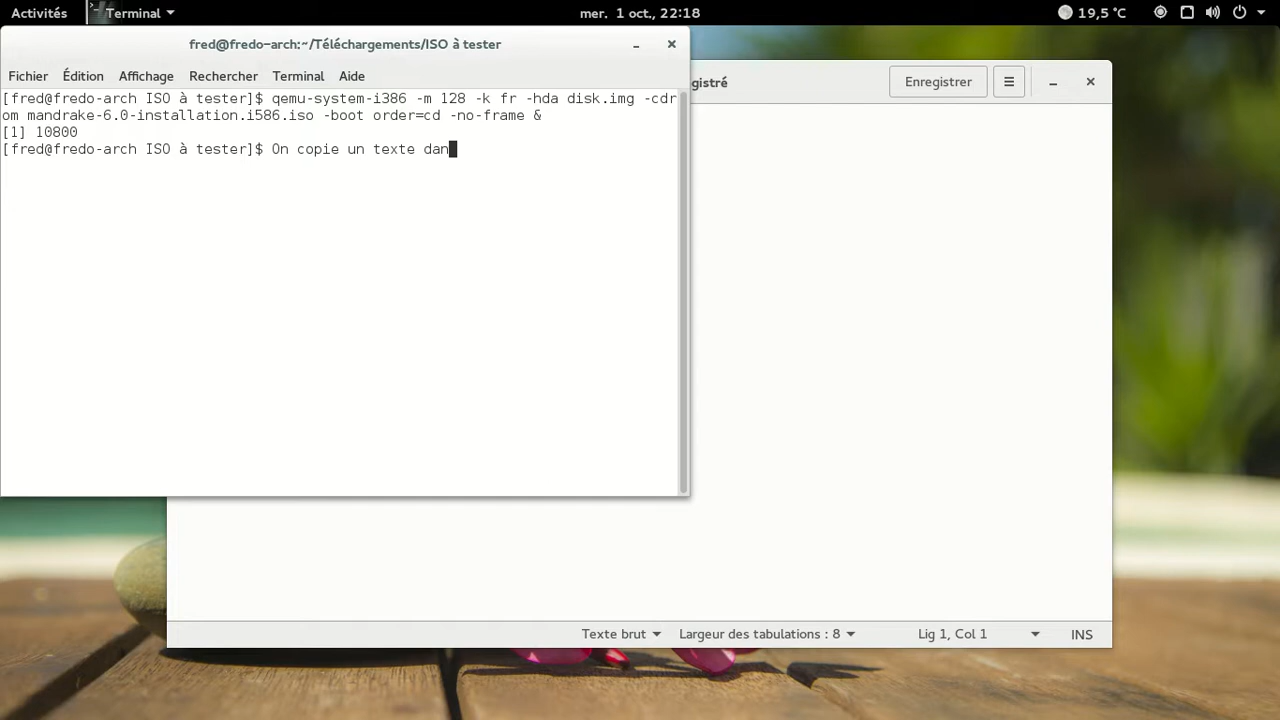 Activités Terminal mer. 1 oct., 22:18 19,5 °C
fred@fredo-arch:~/Téléchargements/ISO à tester
gistré Enregistrer
Fichier Édition Affichage Rechercher Terminal Aide
[fred@fredo-arch ISO à tester]$ qemu-system-i386 -m 128 -k fr -hda disk.img -cdr
om mandrake-6.0-installation.i586.iso -boot order=cd -no-frame &
[1] 10800
[fred@fredo-arch ISO à tester]$ On copie un texte dan
Texte brut Largeur des tabulations : 8 Lig 1, Col 1 INS